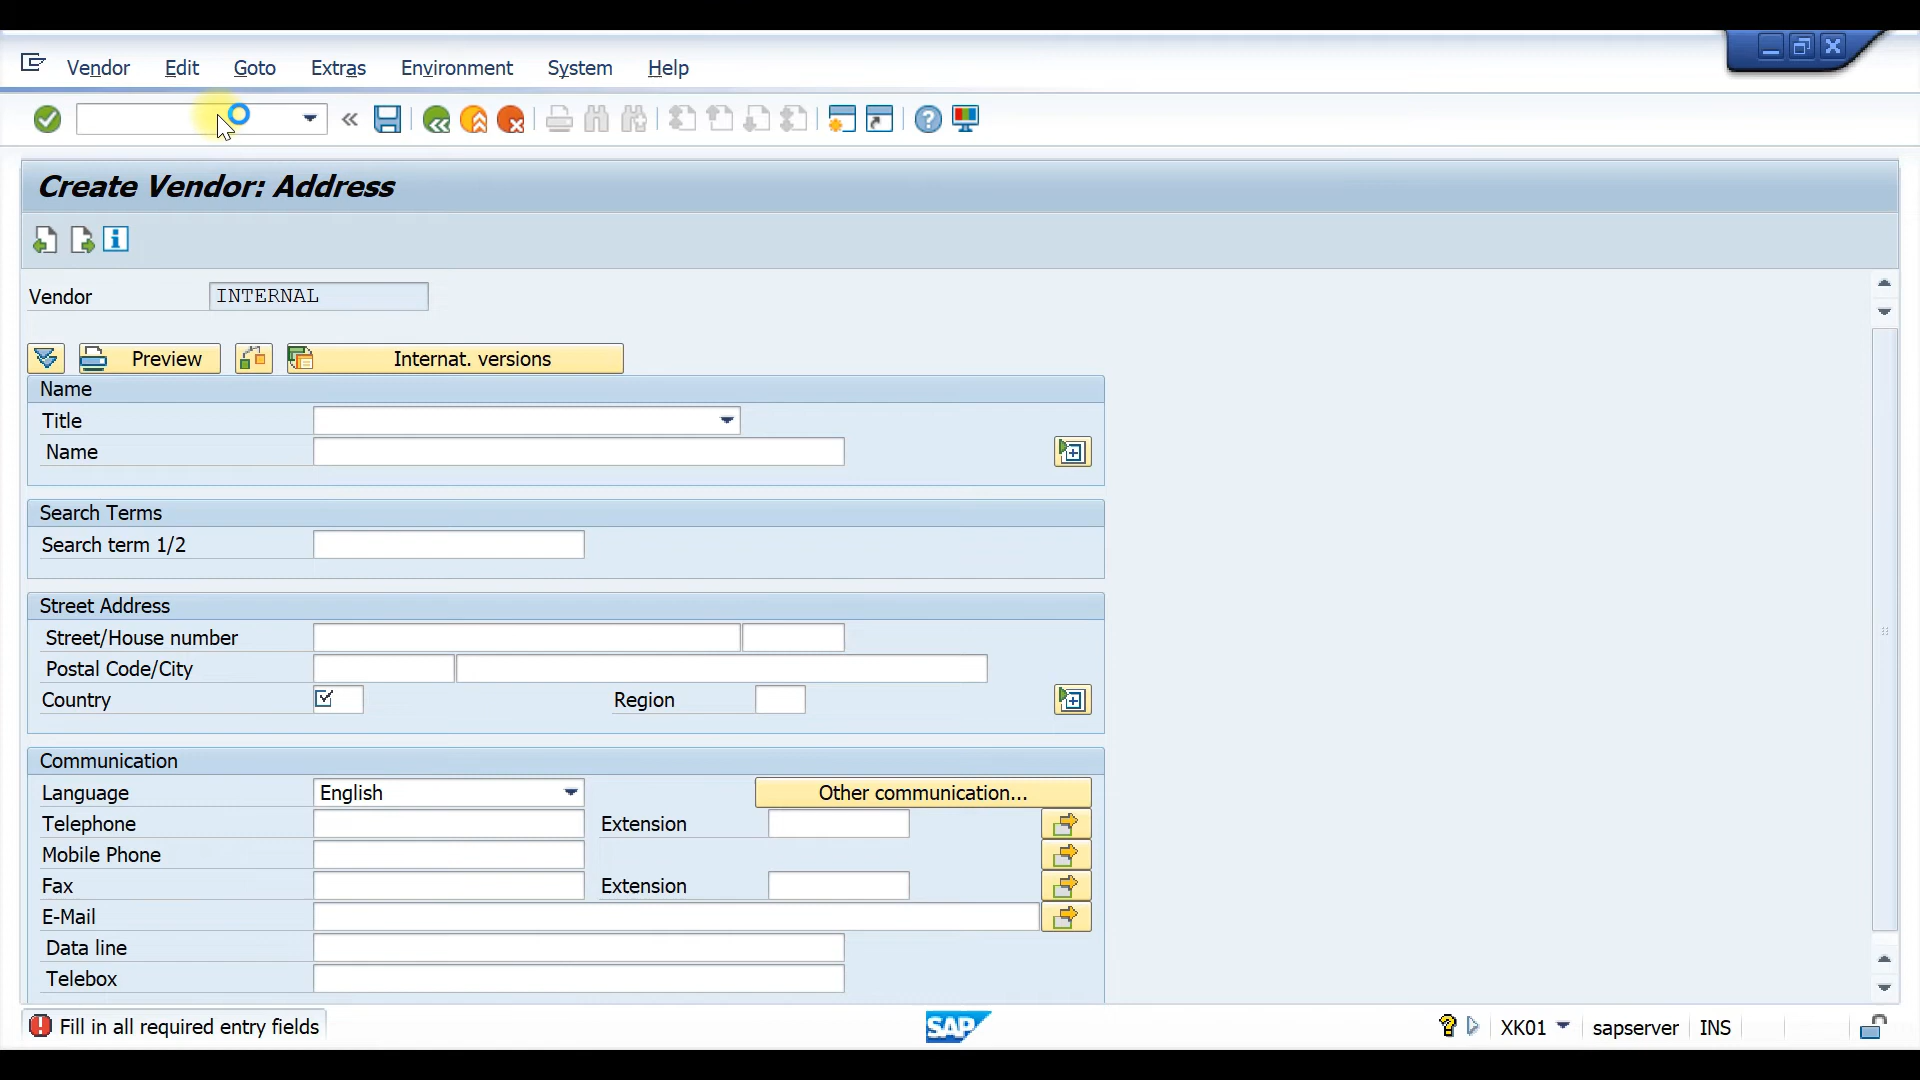 Vendor Edit Goto Extras Environment System Help
Create Vendor: Address
Vendor INTERNAL
Preview Internat. versions
Name
Title
Name
Search Terms
Search term 1/2
Street Address
Street/House number
Postal Code/City
Country Region
Communication
Language English Other communication...
Telephone Extension
Mobile Phone
Fax Extension
E-Mail
Data line
Telebox
Fill in all required entry fields SAP XK01 sapserver INS